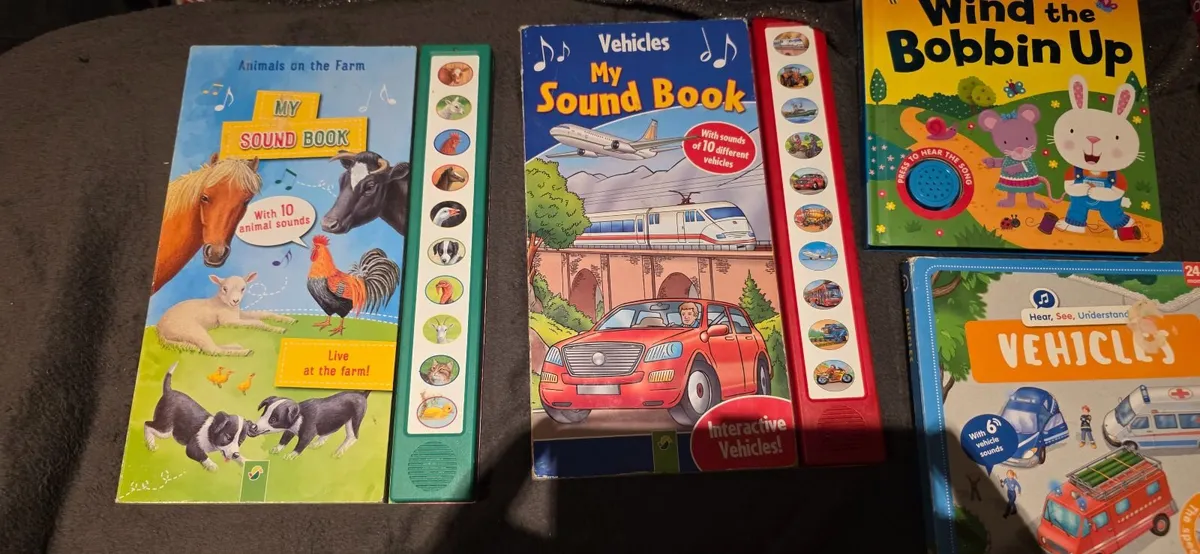 Animals on the Farm
MY
SOUND BOOK
With 10
animal sounds
Live
at the farm!
Vehicles
My
Sound Book
With sounds
of 10 different
vehicles
Interactive
Vehicles!
Wind the
Bobbin Up
PRESS TO HEAR THE SONG
24
Hear, See, Understand
VEHICLES
With 6
vehicle
sounds